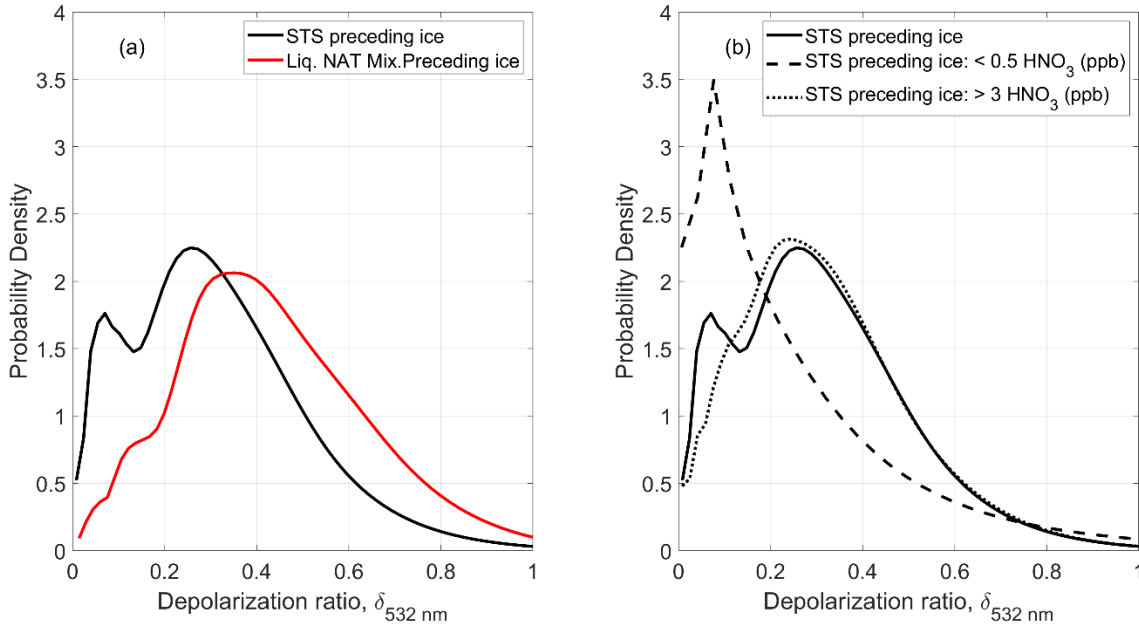 (a)
STS preceding ice
Liq. NAT Mix.Preceding ice
4
3.5
3
2.5
2
1.5
1
0.5
0
Probability Density
0 0.2 0.4 0.6 0.8 1
Depolarization ratio, δ532 nm
(b)
STS preceding ice
STS preceding ice: < 0.5 HNO3 (ppb)
STS preceding ice: > 3 HNO3 (ppb)
4
3.5
3
2.5
2
1.5
1
0.5
0
Probability Density
0 0.2 0.4 0.6 0.8 1
Depolarization ratio, δ532 nm